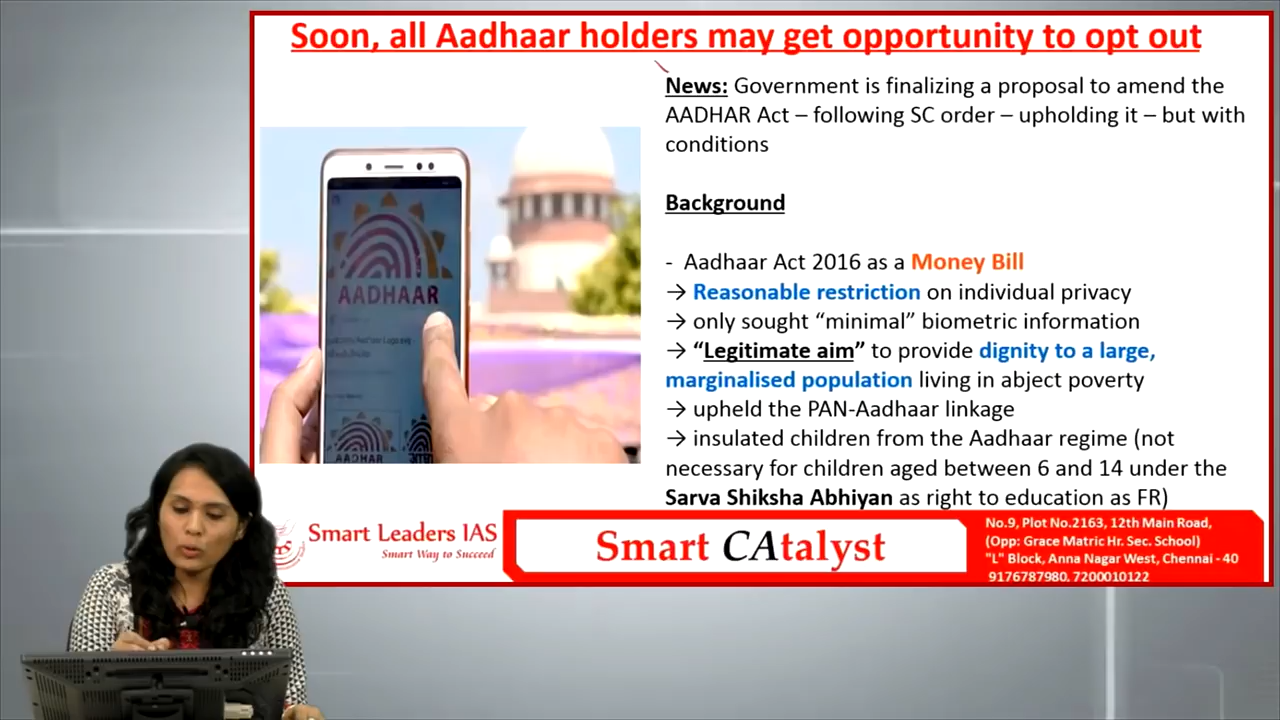 Soon, all Aadhaar holders may get opportunity to opt out
News: Government is finalizing a proposal to amend the
AADHAR Act – following SC order – upholding it – but with
conditions
Background
- Aadhaar Act 2016 as a Money Bill
→ Reasonable restriction on individual privacy
→ only sought “minimal” biometric information
→ “Legitimate aim” to provide dignity to a large,
marginalised population living in abject poverty
→ upheld the PAN-Aadhaar linkage
→ insulated children from the Aadhaar regime (not
necessary for children aged between 6 and 14 under the
Sarva Shiksha Abhiyan as right to education as FR)
AADHAAR
Smart Leaders IAS
Smart Way to Succeed
Smart CAtalyst
No.9, Plot No.2163, 12th Main Road,
(Opp: Grace Matric Hr. Sec. School)
"L" Block, Anna Nagar West, Chennai - 40
9176787980, 7200010122